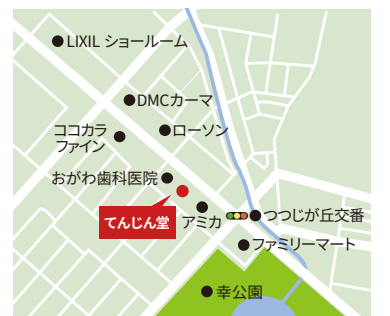 LIXIL ショールーム
DMCカーマ
ココカラ
ファイン
ローソン
おがわ歯科医院
てんじん堂
アミカ
つつじが丘交番
ファミリーマート
幸公園